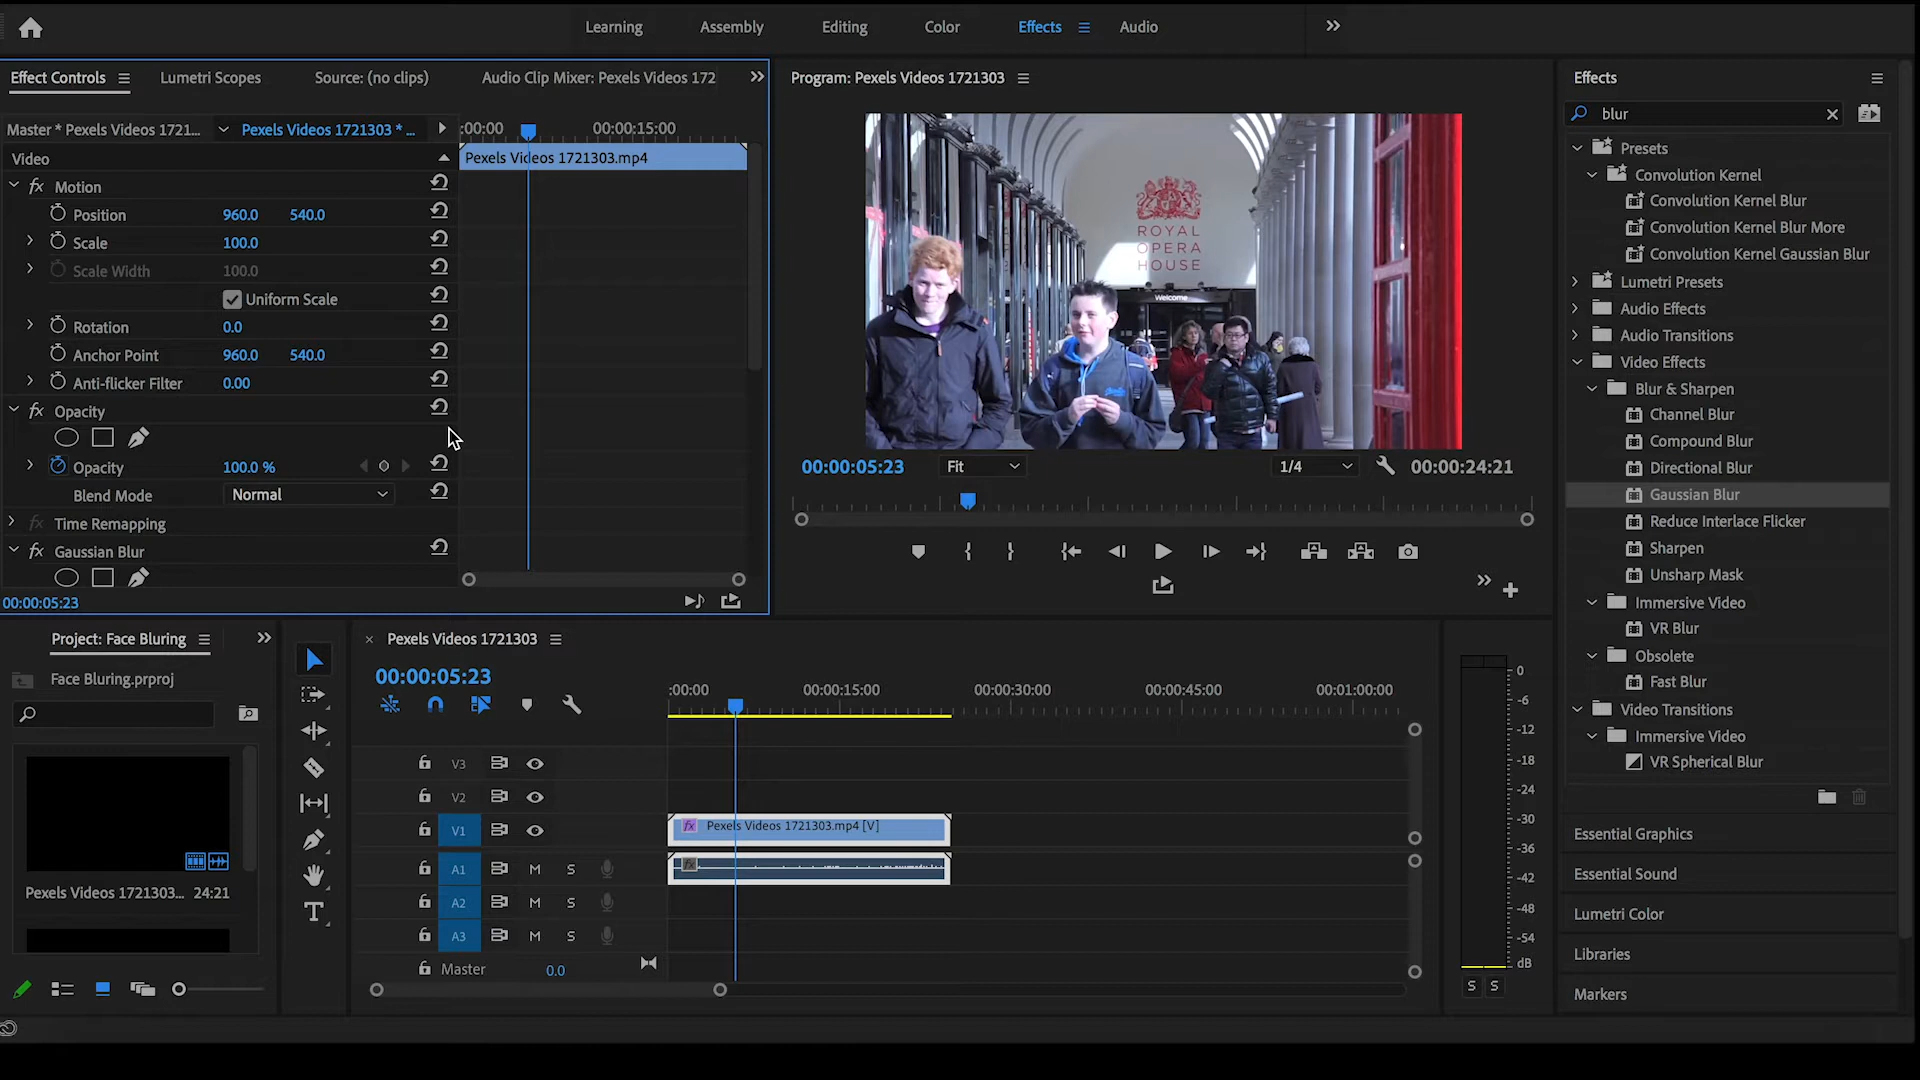 Learning
Assembly
Editing
Color
Effects
Audio
Effect Controls
Lumetri Scopes
Source: (no clips)
Audio Clip Mixer: Pexels Videos 172
Program: Pexels Videos 1721303
Effects
blur
Master * Pexels Videos 1721...
Pexels Videos 1721303 * ...
:00:00
00:00:15:00
Video
Pexels Videos 1721303.mp4
fx Motion
Position 960.0 540.0
Scale 100.0
Scale Width 100.0
Uniform Scale
Rotation 0.0
Anchor Point 960.0 540.0
Anti-flicker Filter 0.00
fx Opacity
Opacity 100.0 %
Blend Mode Normal
fx Time Remapping
fx Gaussian Blur
00:00:05:23
ROYAL
OPERA
HOUSE
Welcome
00:00:05:23
Fit
1/4
00:00:24:21
Presets
Convolution Kernel
Convolution Kernel Blur
Convolution Kernel Blur More
Convolution Kernel Gaussian Blur
Lumetri Presets
Audio Effects
Audio Transitions
Video Effects
Blur & Sharpen
Channel Blur
Compound Blur
Directional Blur
Gaussian Blur
Reduce Interlace Flicker
Sharpen
Unsharp Mask
Immersive Video
VR Blur
Obsolete
Fast Blur
Video Transitions
Immersive Video
VR Spherical Blur
Essential Graphics
Essential Sound
Lumetri Color
Libraries
Markers
Project: Face Bluring
Face Bluring.prproj
Pexels Videos 1721303... 24:21
Pexels Videos 1721303
00:00:05:23
:00:00
00:00:15:00
00:00:30:00
00:00:45:00
00:01:00:00
V3
V2
V1
fx Pexels Videos 1721303.mp4 [V]
A1 M S
fx
A2 M S
A3 M S
Master 0.0
0
-6
-12
-18
-24
-30
-36
-42
-48
-54
dB
S S